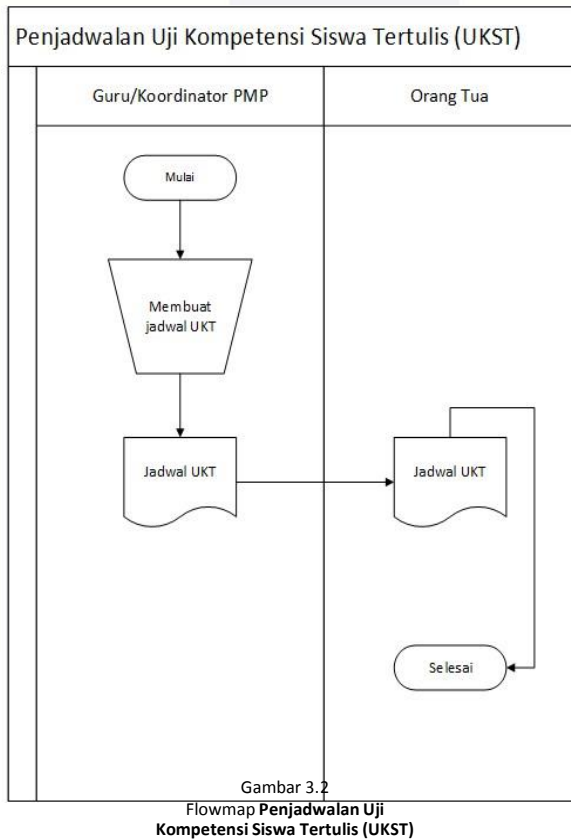 Penjadwalan Uji Kompetensi Siswa Tertulis (UKST)
Guru/Koordinator PMP
Orang Tua
Mulai
Membuat
jadwal UKT
Jadwal UKT
Jadwal UKT
Selesai
Gambar 3.2
Flowmap Penjadwalan Uji
Kompetensi Siswa Tertulis (UKST)